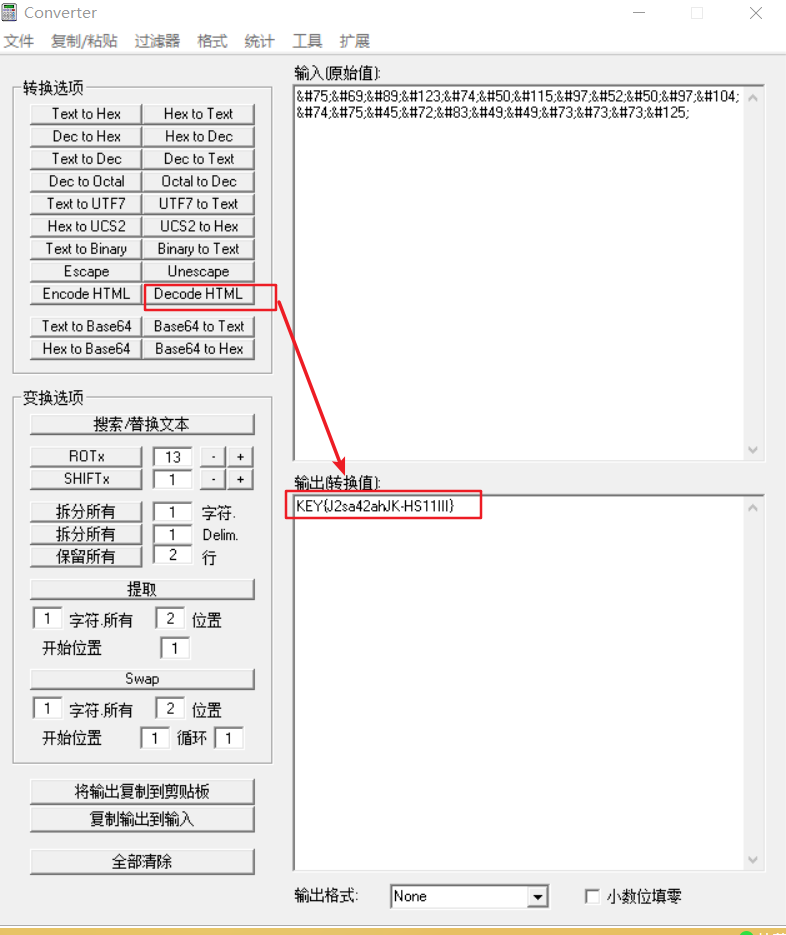 Converter
文件 复制/粘贴 过滤器 格式 统计 工具 扩展
转换选项
Text to Hex Hex to Text
Dec to Hex Hex to Dec
Text to Dec Dec to Text
Dec to Octal Octal to Dec
Text to UTF7 UTF7 to Text
Hex to UCS2 UCS2 to Hex
Text to Binary Binary to Text
Escape Unescape
Encode HTML Decode HTML
Text to Base64 Base64 to Text
Hex to Base64 Base64 to Hex
变换选项
搜索/替换文本
ROTx 13 - +
SHIFTx 1 - +
拆分所有 1 字符.
拆分所有 1 Delim.
保留所有 2 行
提取
1 字符.所有 2 位置
开始位置 1
Swap
1 字符.所有 2 位置
开始位置 1 循环 1
将输出复制到剪贴板
复制输出到输入
全部清除
输入(原始值):
&#75;&#69;&#89;&#123;&#74;&#50;&#115;&#97;&#52;&#50;&#97;&#104;
&#74;&#75;&#45;&#72;&#83;&#49;&#49;&#73;&#73;&#73;&#125;
输出(转换值):
KEY{J2sa42ahJK-HS11III}
输出格式: None 小数位填零